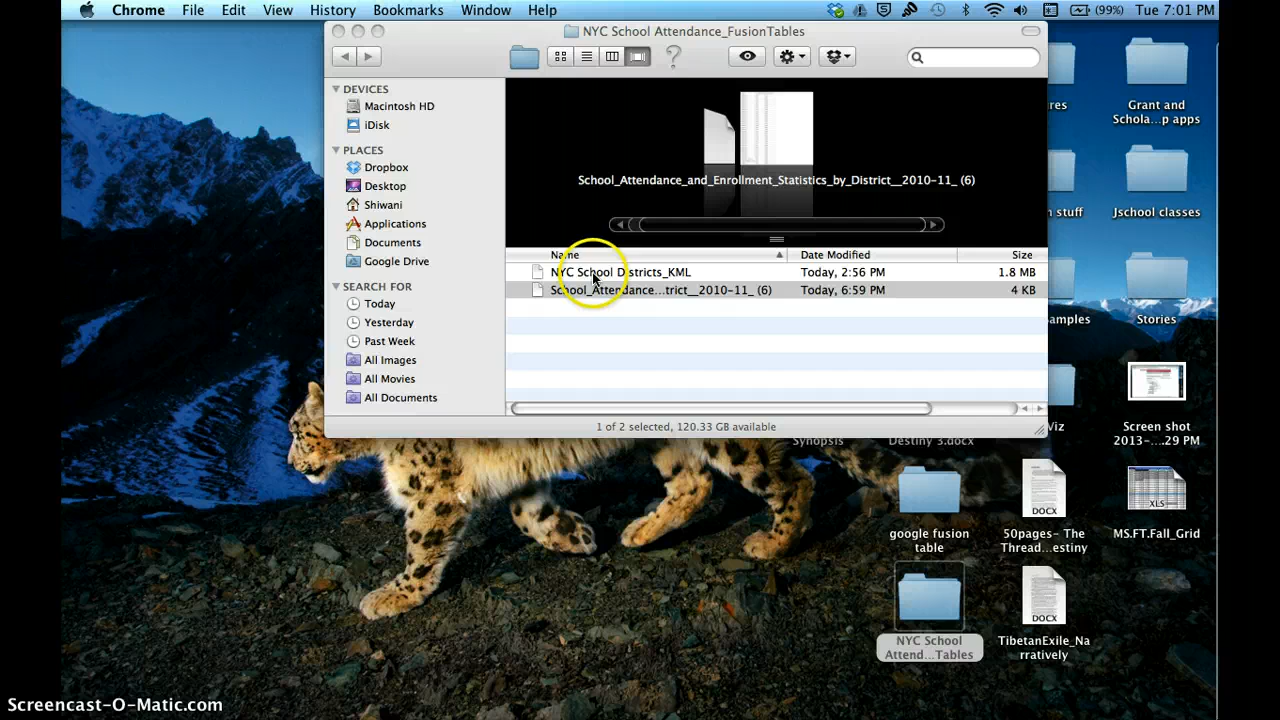 Chrome File Edit View History Bookmarks Window Help (99%) Tue 7:01 PM
NYC School Attendance_FusionTables
DEVICES
Macintosh HD
iDisk
PLACES
Dropbox
Desktop
Shiwani
Applications
Documents
Google Drive
SEARCH FOR
Today
Yesterday
Past Week
All Images
All Movies
All Documents
School_Attendance_and_Enrollment_Statistics_by_District__2010-11_ (6)
Name Date Modified Size
NYC School Districts_KML Today, 2:56 PM 1.8 MB
School_Attendance...trict__2010-11_ (6) Today, 6:59 PM 4 KB
1 of 2 selected, 120.33 GB available
Grant and
Schola...p apps
Jschool classes
Stories
Synopsis
Destiny 3.docx
Viz
Screen shot
2013-....29 PM
google fusion
table
DOCX
50pages- The
Thread...estiny
XLS
MS.FT.Fall_Grid
NYC School
Attend...Tables
DOCX
TibetanExile_Na
rratively
Screencast-O-Matic.com